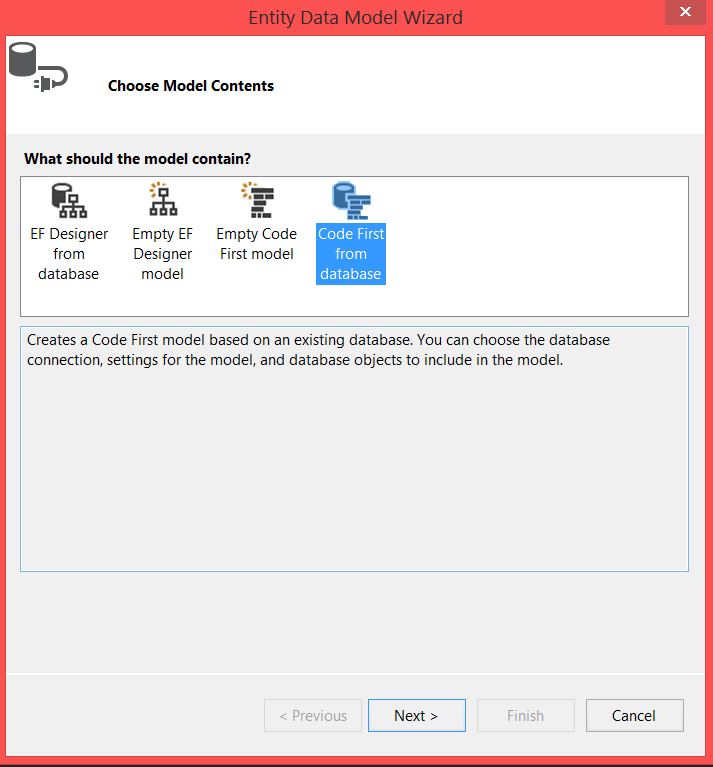 Entity Data Model Wizard
Choose Model Contents
What should the model contain?
EF Designer
from
database
Empty EF
Designer
model
Empty Code
First model
Code First
from
database
Creates a Code First model based on an existing database. You can choose the database
connection, settings for the model, and database objects to include in the model.
< Previous
Next >
Finish
Cancel